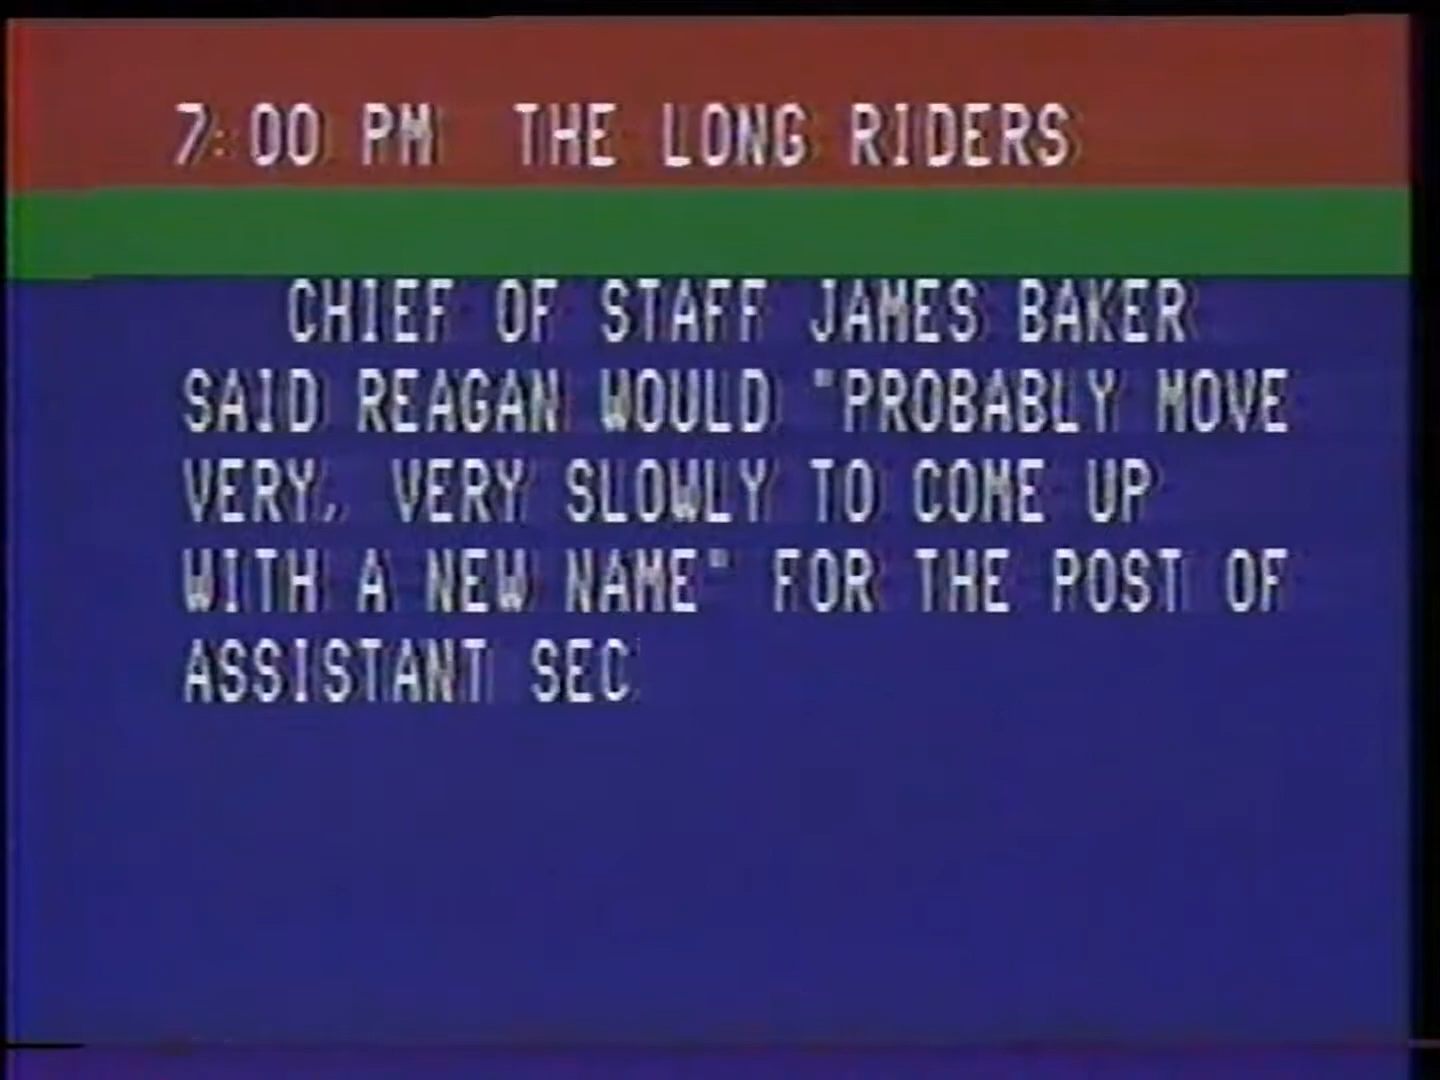 7:00 PM  THE LONG RIDERS
CHIEF OF STAFF JAMES BAKER
SAID REAGAN WOULD "PROBABLY MOVE
VERY, VERY SLOWLY TO COME UP
WITH A NEW NAME" FOR THE POST OF
ASSISTANT SEC